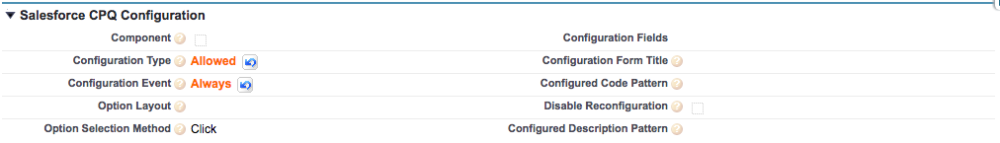 Salesforce CPQ Configuration
Component ? Configuration Fields
Configuration Type ? Allowed Configuration Form Title ?
Configuration Event ? Always Configured Code Pattern ?
Option Layout ? Disable Reconfiguration ?
Option Selection Method ? Click Configured Description Pattern ?